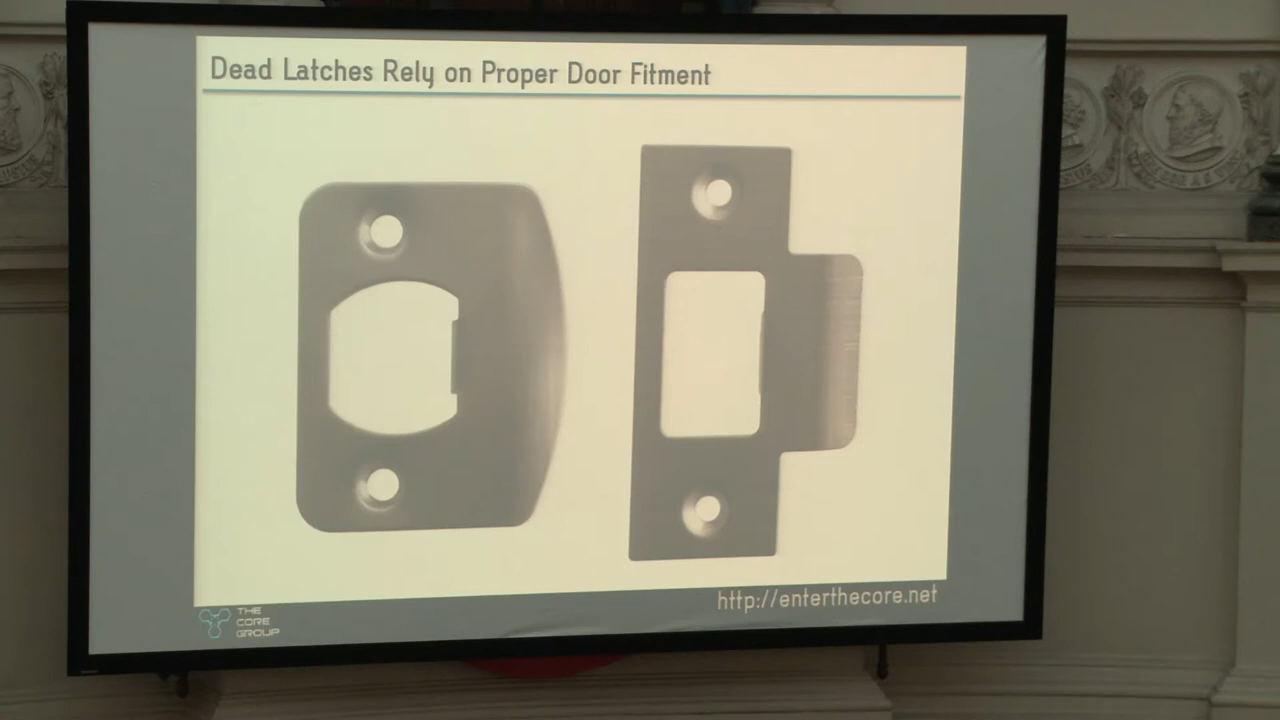 Dead Latches Rely on Proper Door Fitment
http://enterthecore.net
THE
CORE
GROUP